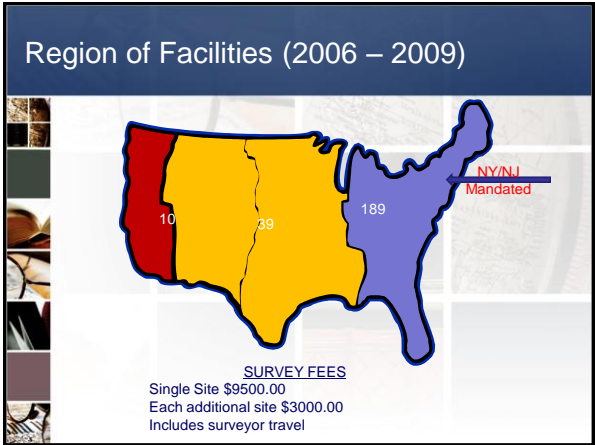 Region of Facilities (2006 – 2009)
NY/NJ
Mandated
10
39
189
SURVEY FEES
Single Site $9500.00
Each additional site $3000.00
Includes surveyor travel